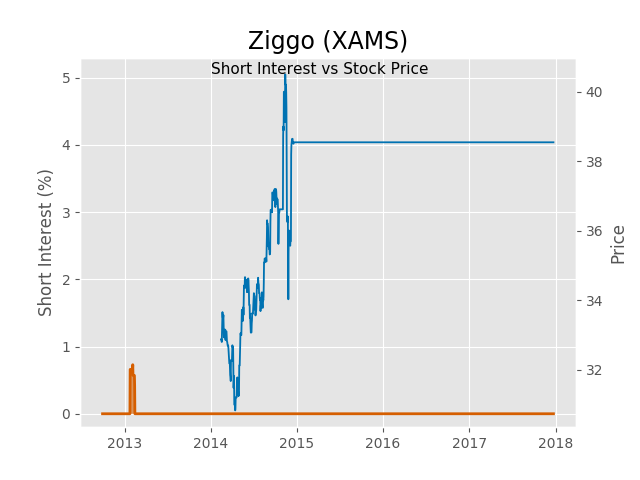 Ziggo (XAMS)
Short Interest vs Stock Price
Short Interest (%)
5
4
3
2
1
0
40
38
36
34
32
Price
2013 2014 2015 2016 2017 2018